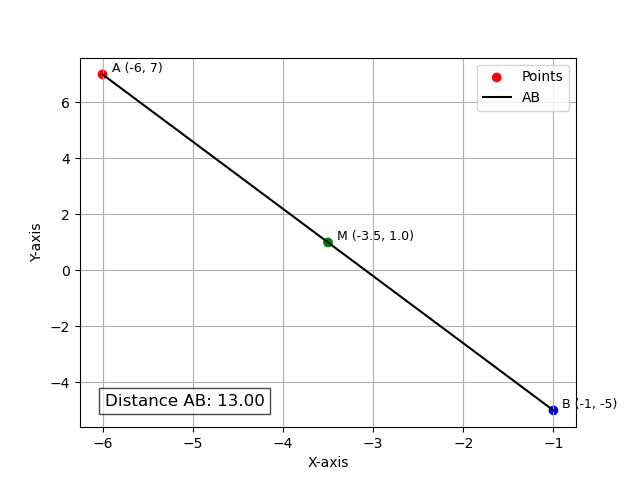 A (-6, 7)
Points
AB
6
4
2
M (-3.5, 1.0)
Y-axis
0
−2
−4
Distance AB: 13.00
B (-1, -5)
−6
−5
−4
−3
−2
−1
X-axis